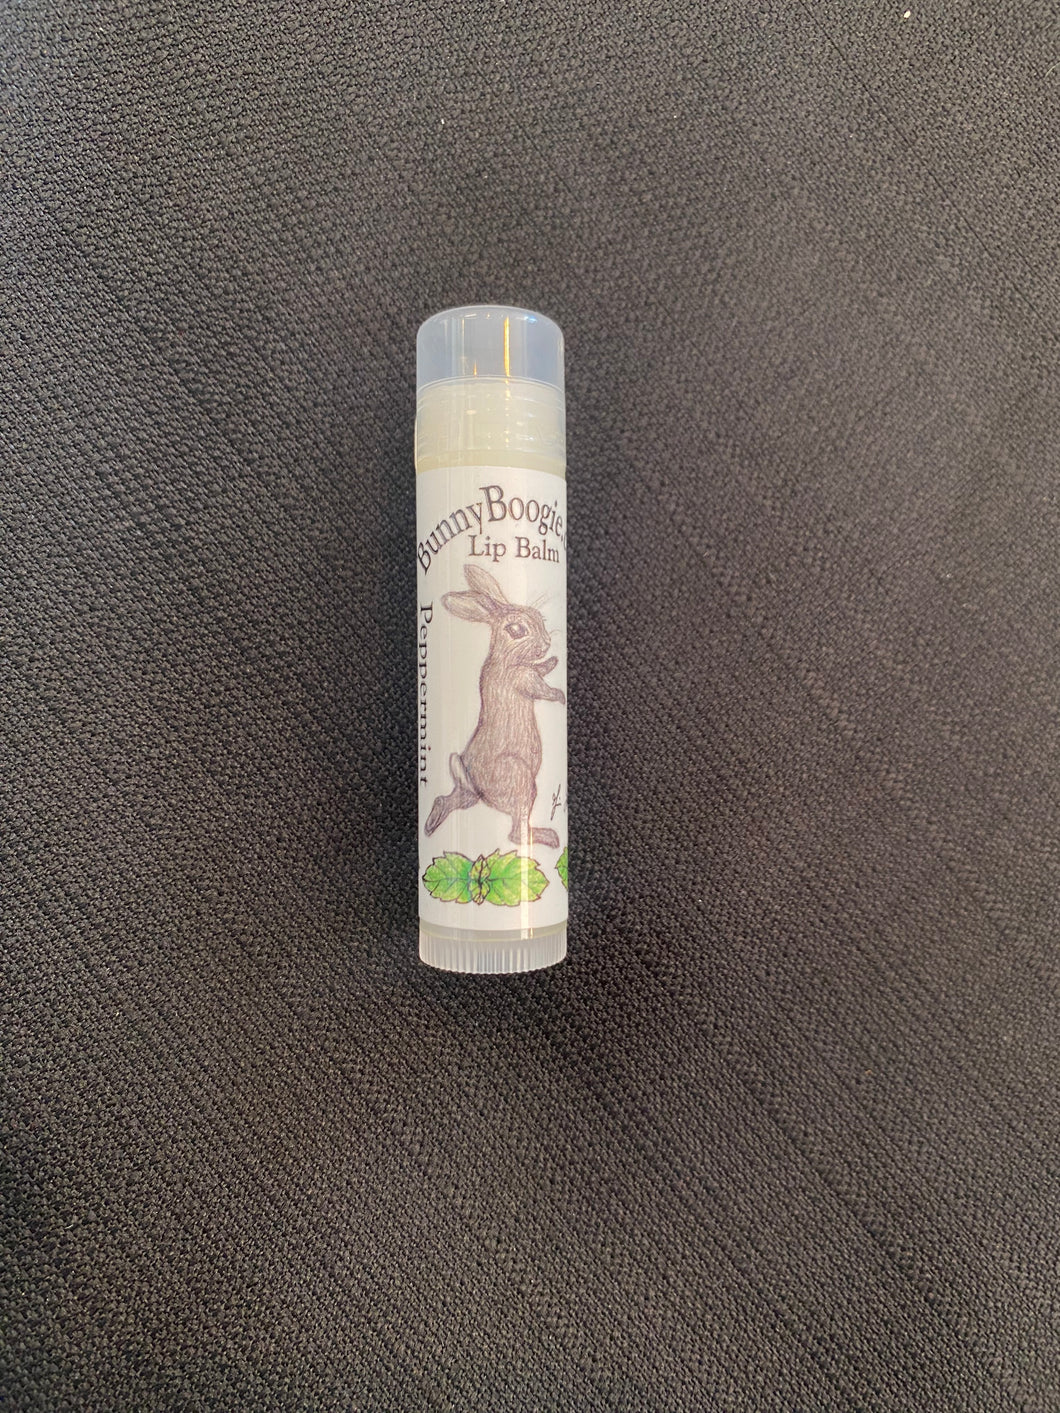 BunnyBoogie.
Lip Balm
Peppermint